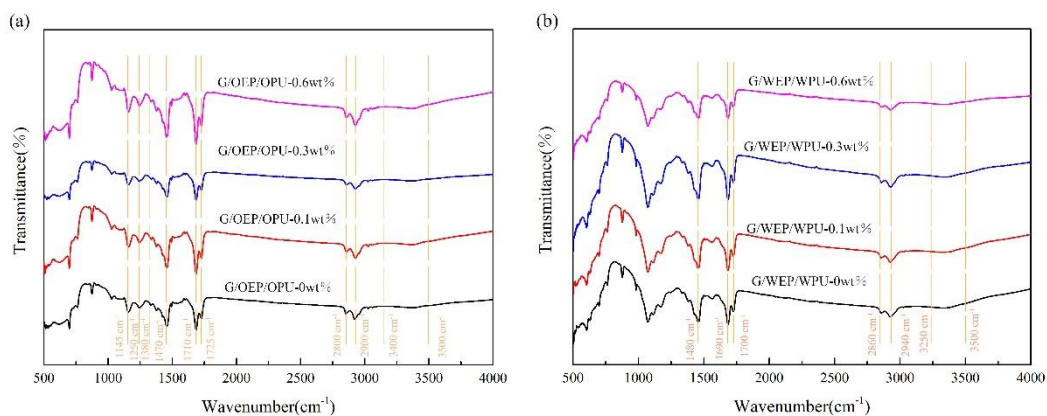 (a)
Transmittance(%)
G/OEP/OPU-0.6wt%
G/OEP/OPU-0.3wt%
G/OEP/OPU-0.1wt%
G/OEP/OPU-0wt%
1145 cm⁻¹
1250 cm⁻¹
1380 cm⁻¹
1470 cm⁻¹
1710 cm⁻¹
1725 cm⁻¹
2800 cm⁻¹
2900 cm⁻¹
3400 cm⁻¹
3500 cm⁻¹
500 1000 1500 2000 2500 3000 3500 4000
Wavenumber(cm⁻¹)
(b)
Transmittance(%)
G/WEP/WPU-0.6wt%
G/WEP/WPU-0.3wt%
G/WEP/WPU-0.1wt%
G/WEP/WPU-0wt%
1480 cm⁻¹
1690 cm⁻¹
1700 cm⁻¹
2860 cm⁻¹
2940 cm⁻¹
3250 cm⁻¹
3500 cm⁻¹
500 1000 1500 2000 2500 3000 3500 4000
Wavenumber(cm⁻¹)